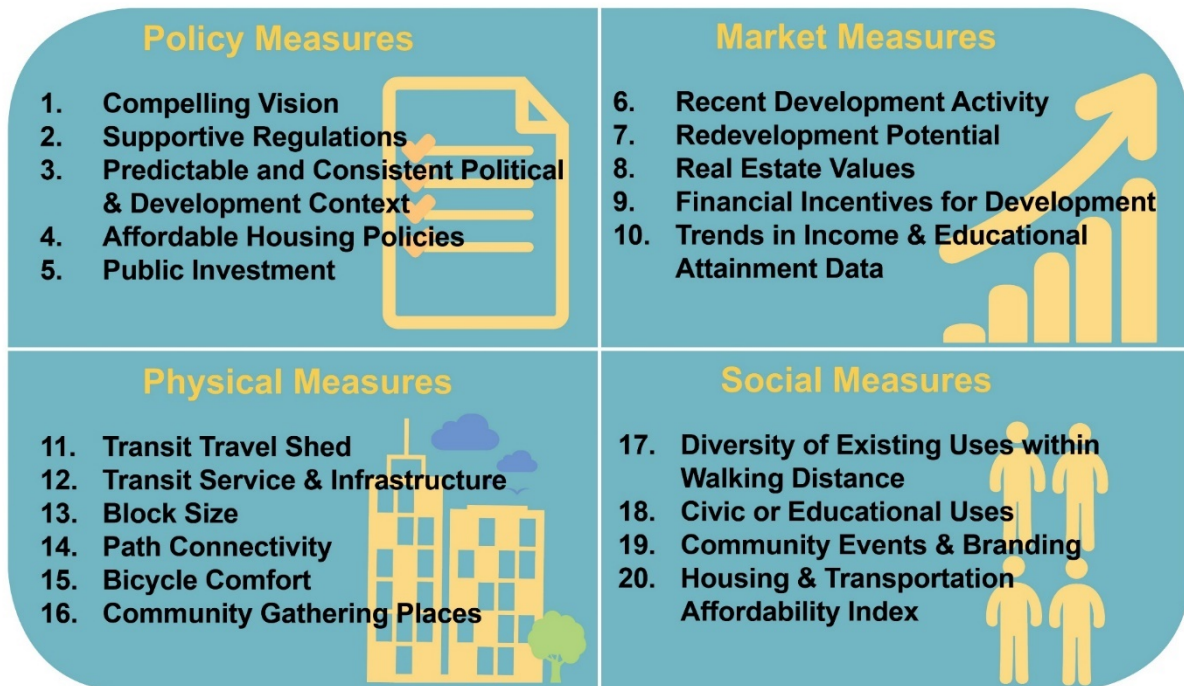 Policy Measures
1. Compelling Vision
2. Supportive Regulations
3. Predictable and Consistent Political
& Development Context
4. Affordable Housing Policies
5. Public Investment
Market Measures
6. Recent Development Activity
7. Redevelopment Potential
8. Real Estate Values
9. Financial Incentives for Development
10. Trends in Income & Educational
Attainment Data
Physical Measures
11. Transit Travel Shed
12. Transit Service & Infrastructure
13. Block Size
14. Path Connectivity
15. Bicycle Comfort
16. Community Gathering Places
Social Measures
17. Diversity of Existing Uses within
Walking Distance
18. Civic or Educational Uses
19. Community Events & Branding
20. Housing & Transportation
Affordability Index